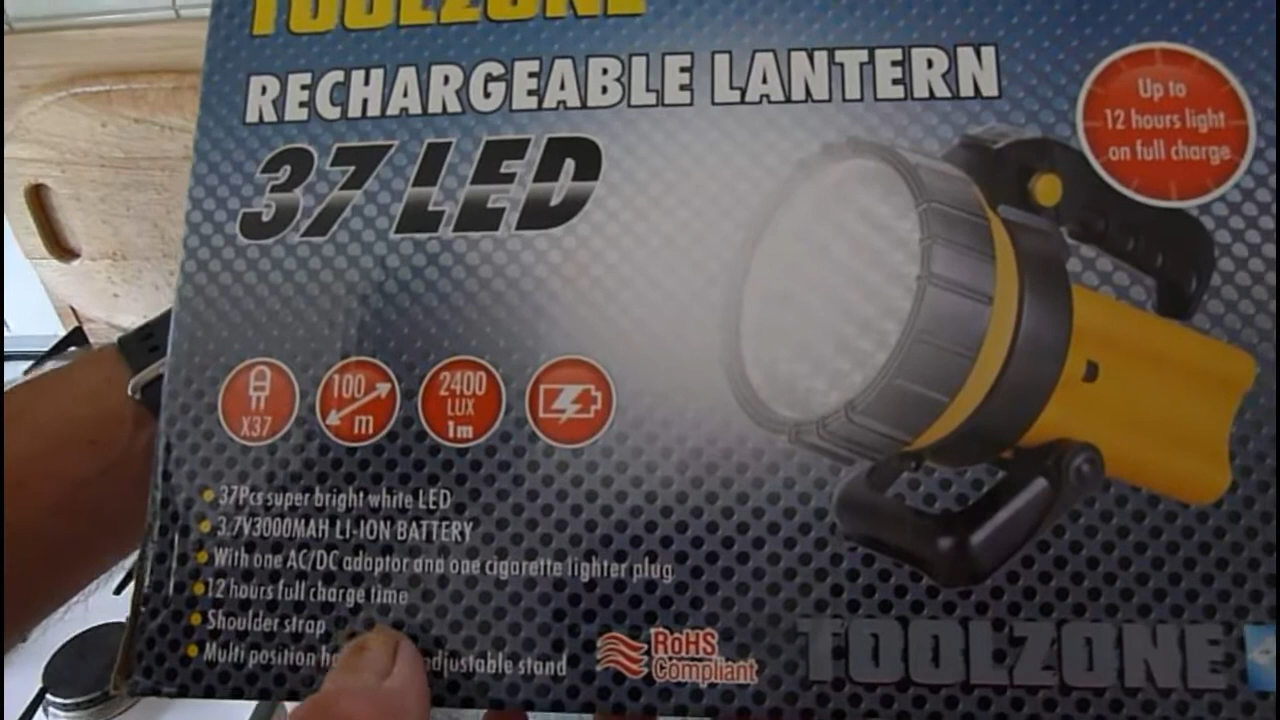 TOOLZONE
RECHARGEABLE LANTERN
37 LED
Up to
12 hours light
on full charge
X37
100
m
2400
LUX
1m
37Pcs super bright white LED
3.7V3000MAH LI-ION BATTERY
With one AC/DC adaptor and one cigarette lighter plug
12 hours full charge time
Shoulder strap
Multi position djustable stand
RoHS
Compliant
TOOLZONE